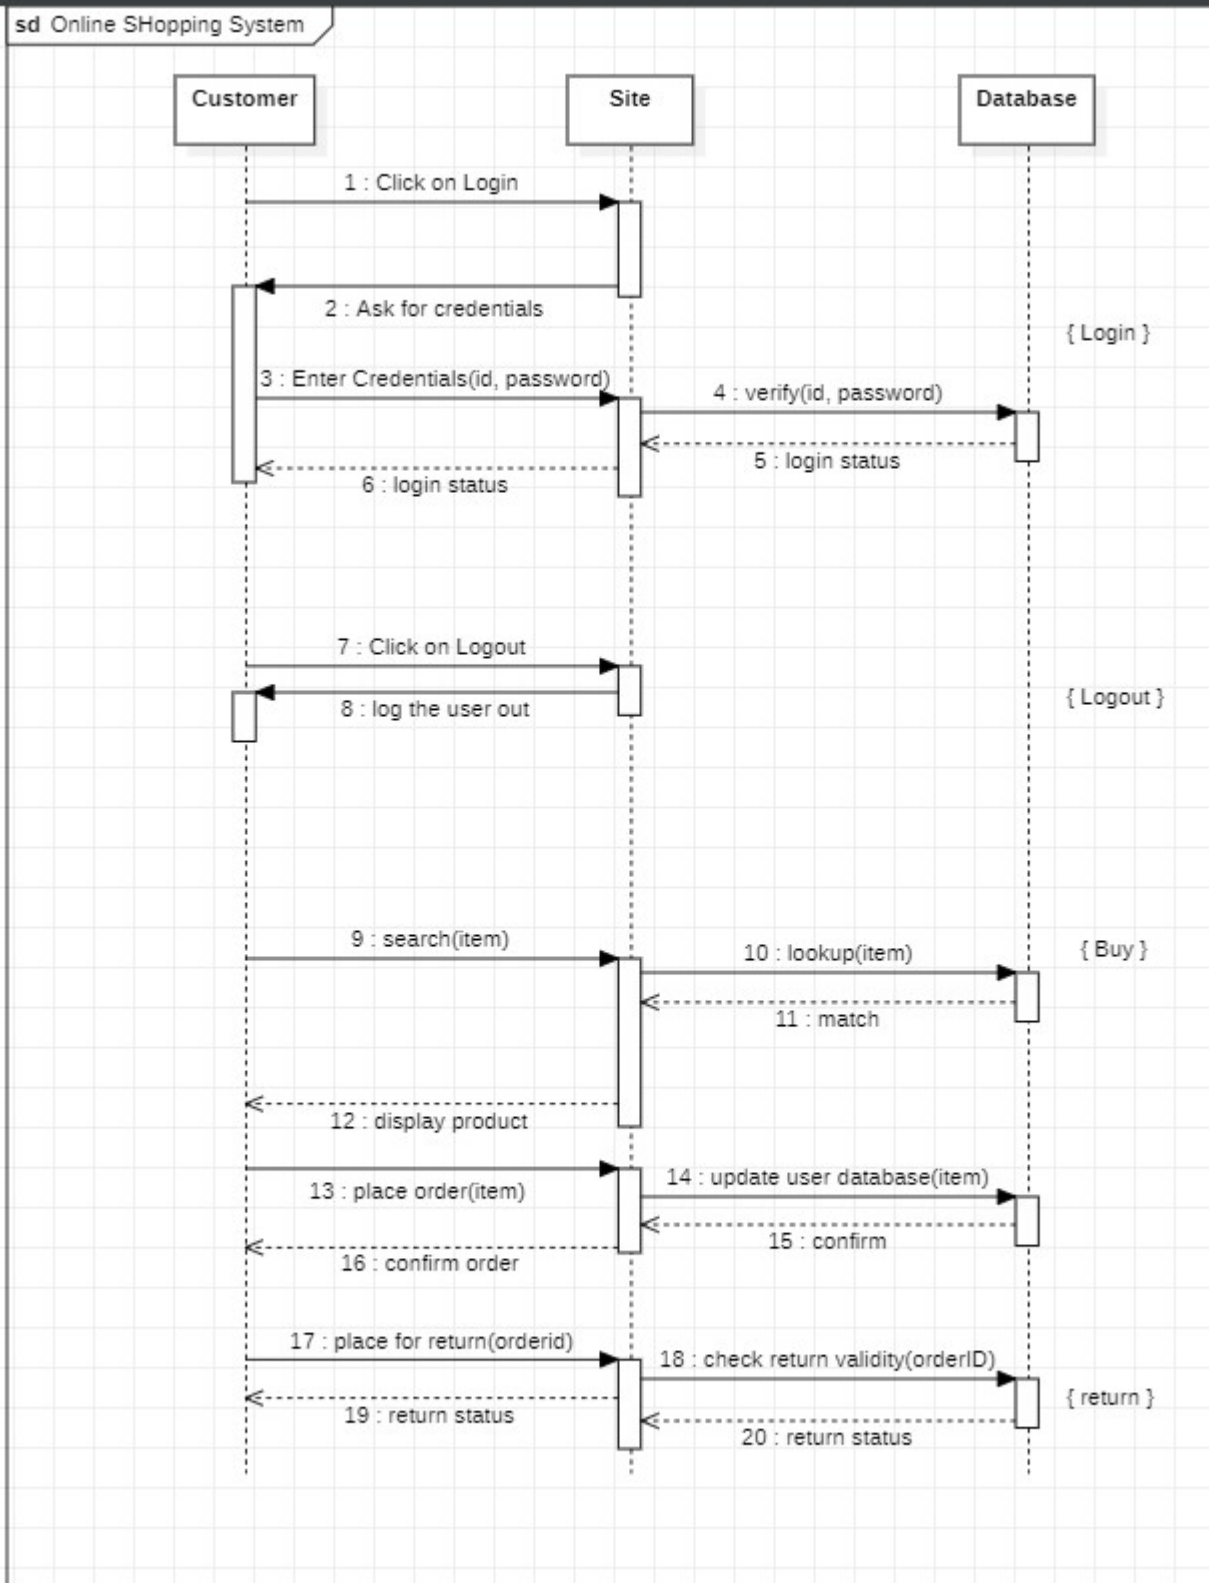 sd Online SHopping System
Customer
Site
Database
1 : Click on Login
2 : Ask for credentials
{ Login }
3 : Enter Credentials(id, password)
4 : verify(id, password)
5 : login status
6 : login status
7 : Click on Logout
8 : log the user out
{ Logout }
9 : search(item)
10 : lookup(item)
{ Buy }
11 : match
12 : display product
13 : place order(item)
14 : update user database(item)
15 : confirm
16 : confirm order
17 : place for return(orderid)
18 : check return validity(orderID)
{ return }
19 : return status
20 : return status